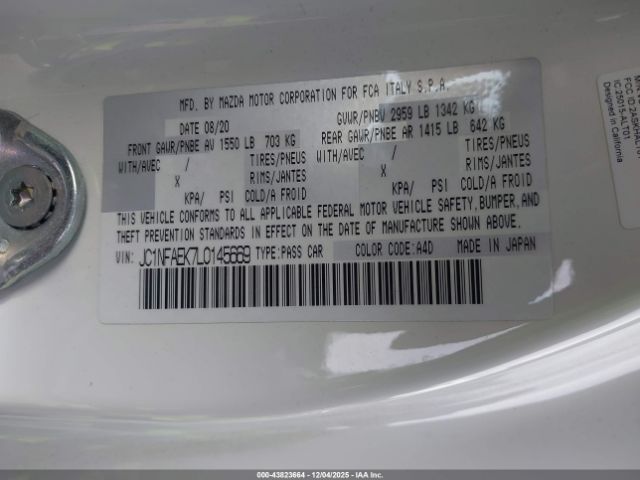 MFD. BY MAZDA MOTOR CORPORATION FOR FCA ITALY S.P.A.
DATE 08/20 GVWR/PNBV 2959 LB 1342 KG
FRONT GAWR/PNBE AV 1550 LB 703 KG REAR GAWR/PNBE AR 1415 LB 642 KG
WITH/AVEC / TIRES/PNEUS WITH/AVEC / TIRES/PNEUS
X RIMS/JANTES X RIMS/JANTES
KPA/ PSI COLD/A FROID KPA/ PSI COLD/A FROID
THIS VEHICLE CONFORMS TO ALL APPLICABLE FEDERAL MOTOR VEHICLE SAFETY, BUMPER, AND
THEFT PREVENTION STANDARDS IN EFFECT ON THE DATE OF MANUFACTURE SHOWN ABOVE.
VIN: JC1NFAEK7L0145669 TYPE:PASS CAR COLOR CODE:A4D MADE IN JAPAN
Designed in California
000-43823664 - 12/04/2025 - IAA, Inc.